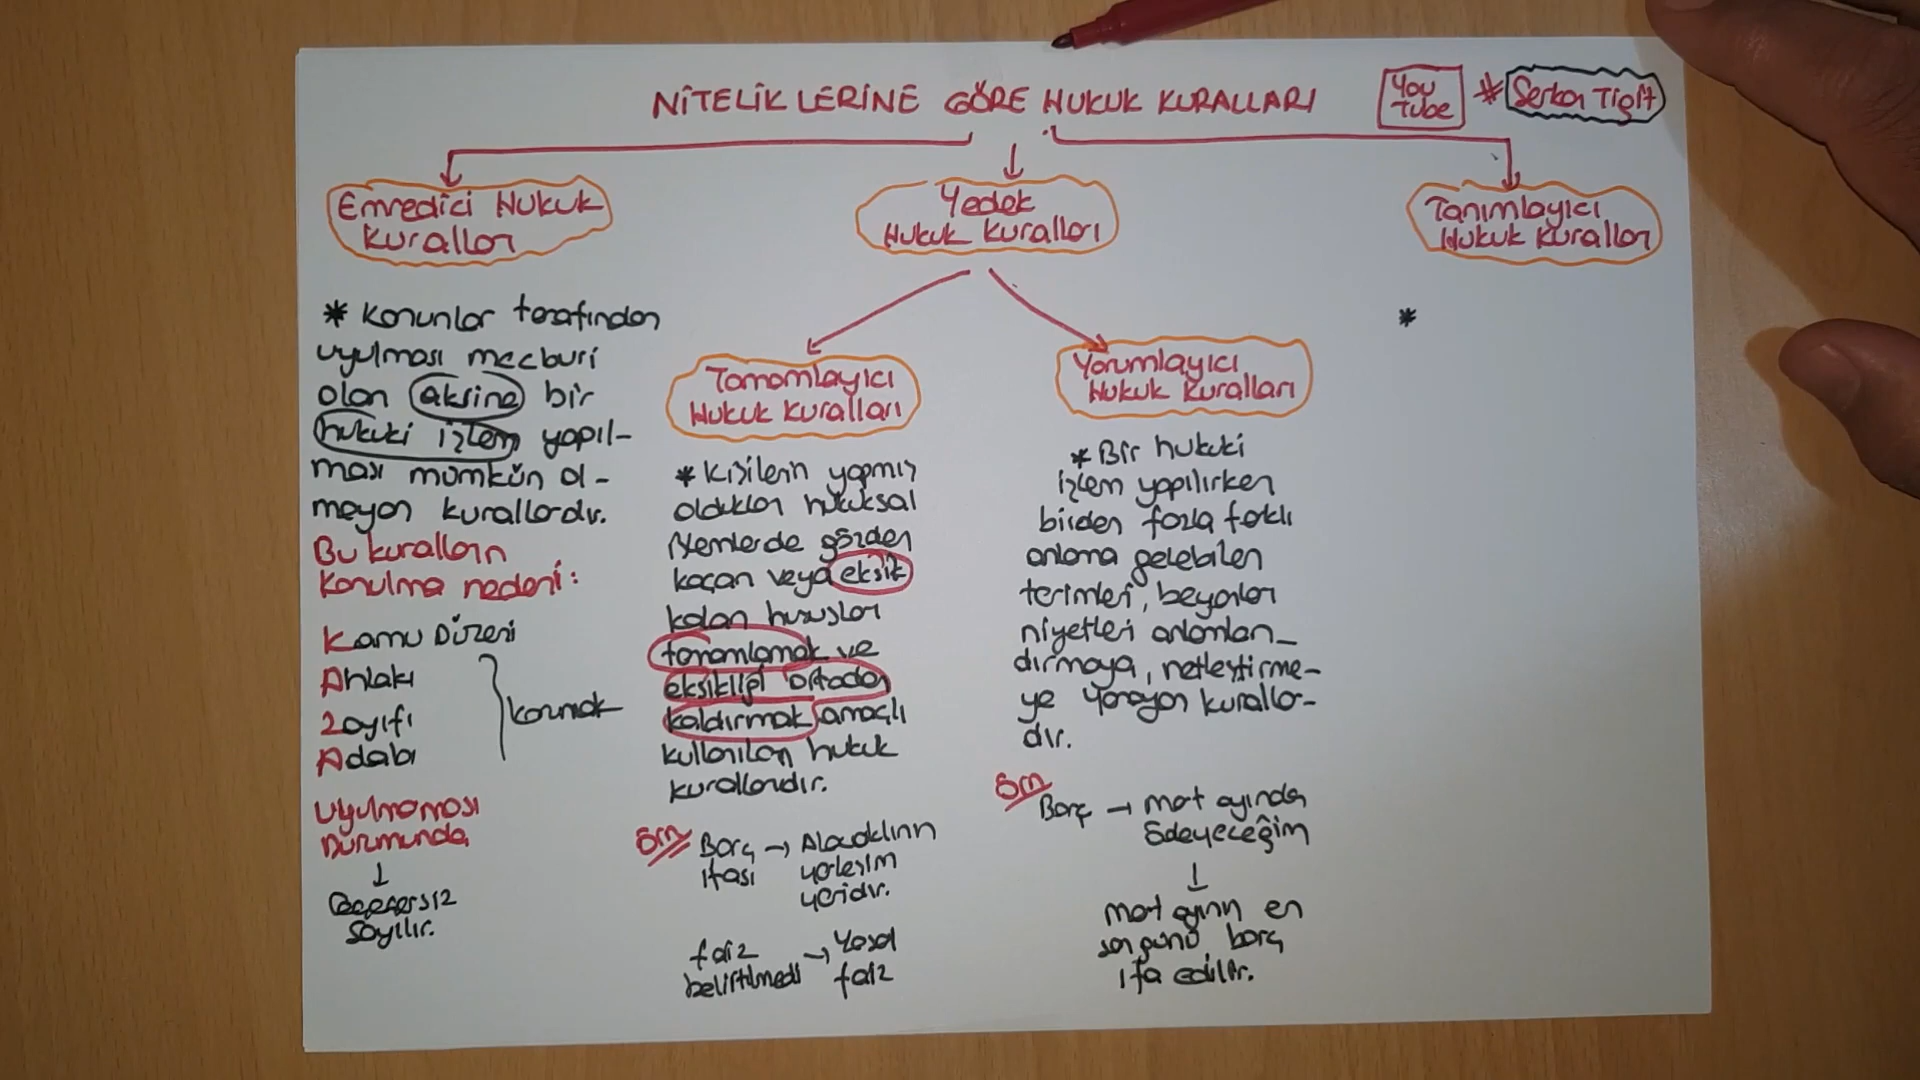 NİTELİKLERİNE GÖRE HUKUK KURALLARI
You
Tube
* Serkan Tigit
Emredici Hukuk
Kuralları
* Kanunlar tarafından
uyulması mecburi
olan aksine bir
hukuki işlem yapıl-
ması mümkün ol-
mayan kurallardır.
Bu kuralların
Konulma nedeni:
Kamu Düzeni
Ahlakı
Zayıfı
Adabı
korumak
Uyulmaması
Durumunda
Geçersiz
Sayılır.
Yedek
Hukuk Kuralları
Tamamlayıcı
Hukuk Kuralları
* Kişilerin yapmış
oldukları hukuksal
işlemlerde gözden
kaçan veya eksik
kalan hususları
tamamlamak ve
eksikliği ortadan
kaldırmak amaçlı
kullanılan hukuk
kurallarıdır.
Örn
Borç → Alacaklının
ifası yerleşim
yeridir.
faiz → Yasal
belirtilmedi faiz
Yorumlayıcı
Hukuk Kuralları
* Bir hukuki
işlem yapılırken
birden fazla farklı
anlama gelebilen
terimleri, beyanları
niyetleri anlamlan-
dırmaya, netleştirme-
ye yarayan kurallar-
dır.
Örn
Borç → mart ayında
ödeyeceğim
mart ayının en
son günü borç
ifa edilir.
Tanımlayıcı
Hukuk Kuralları
*